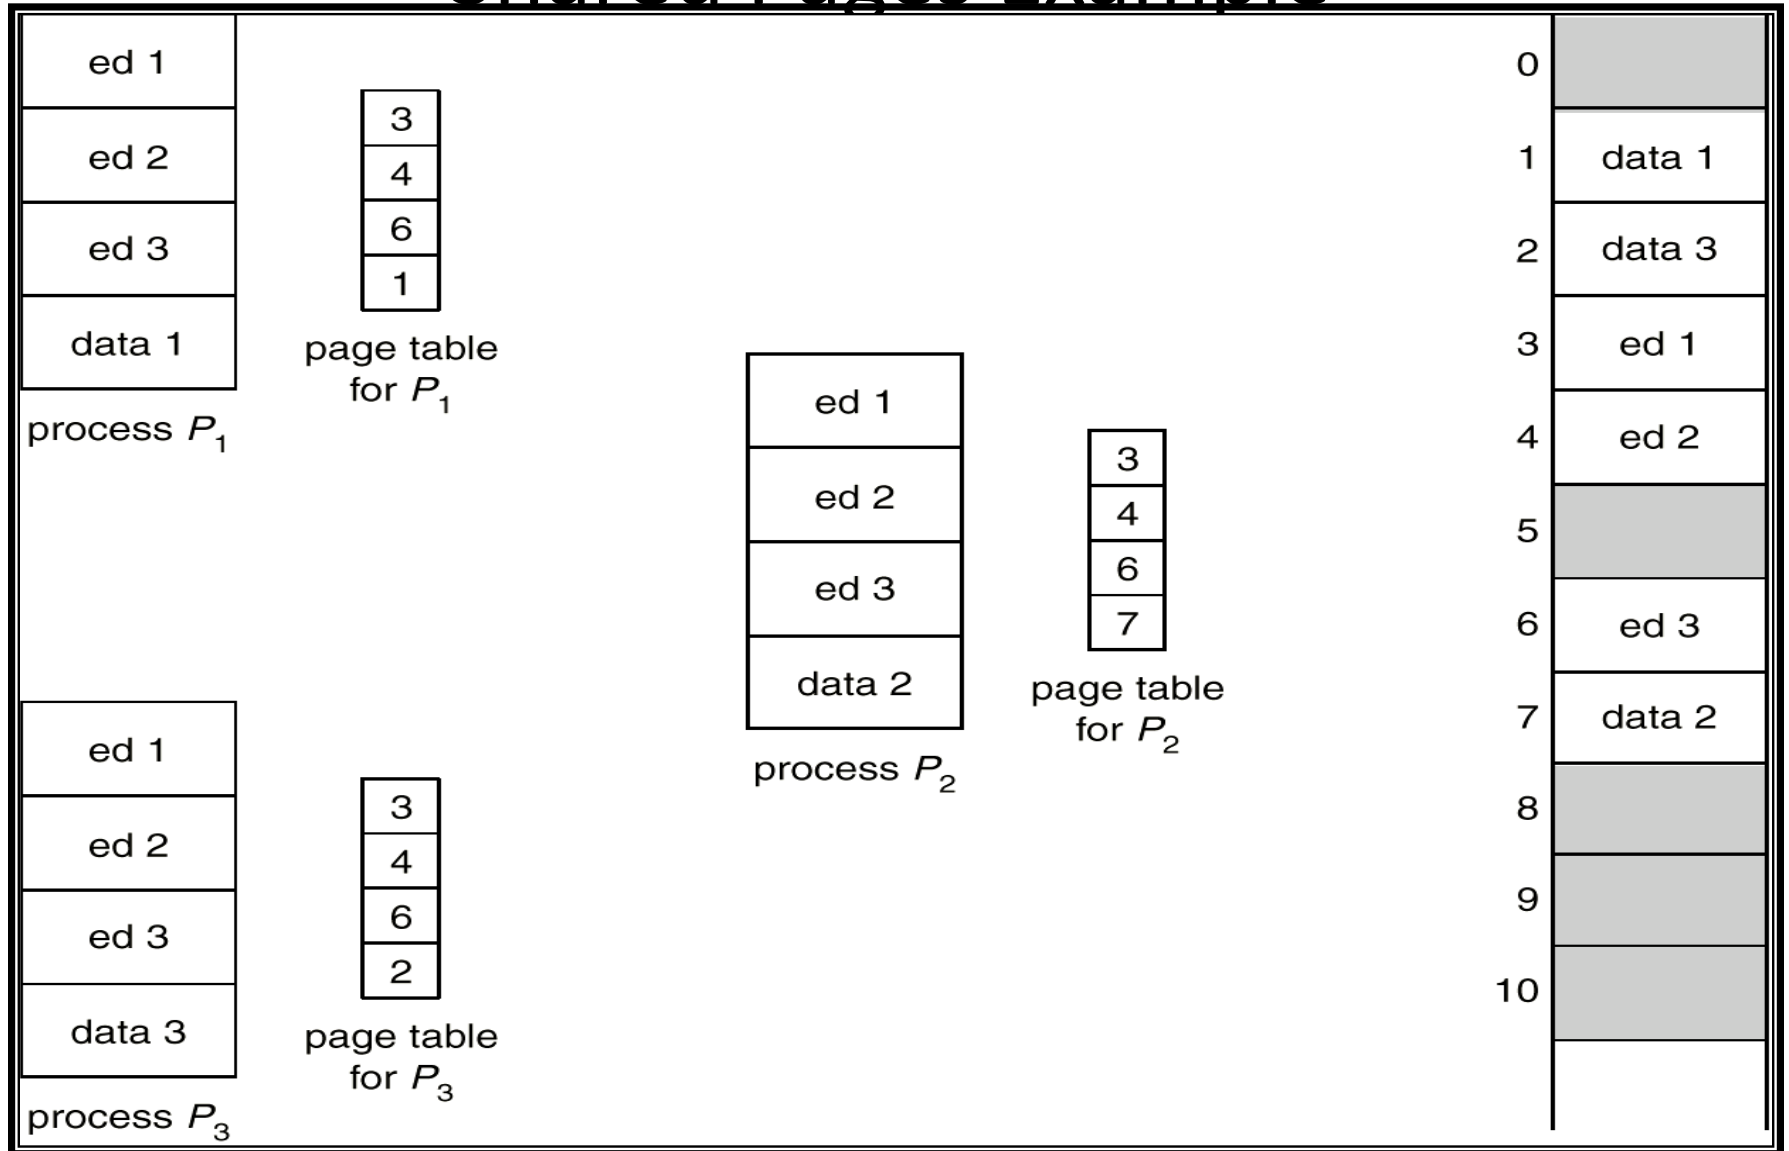 Shared Pages Example
ed 1
ed 2
ed 3
data 1
process P1
3
4
6
1
page table
for P1
ed 1
ed 2
ed 3
data 2
process P2
3
4
6
7
page table
for P2
ed 1
ed 2
ed 3
data 3
process P3
3
4
6
2
page table
for P3
0
1 data 1
2 data 3
3 ed 1
4 ed 2
5
6 ed 3
7 data 2
8
9
10